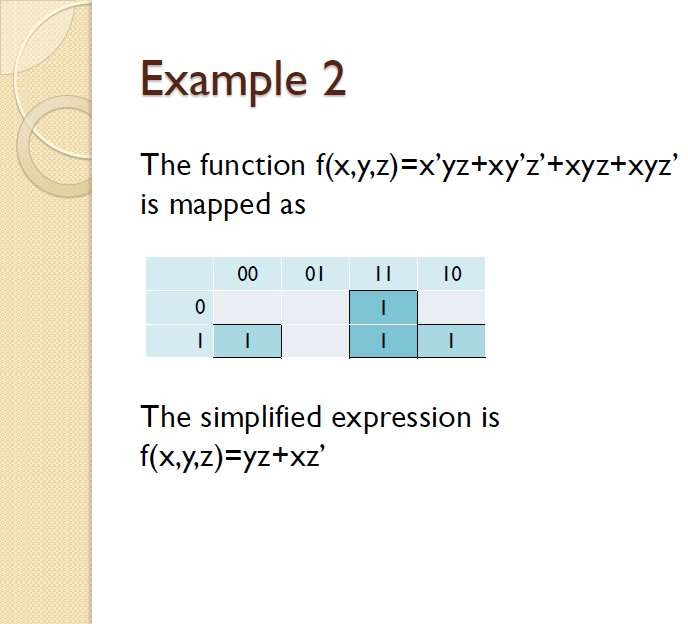 Example 2
The function f(x,y,z)=x’yz+xy’z’+xyz+xyz’
is mapped as
00 01 11 10
0 1
1 1 1 1
The simplified expression is
f(x,y,z)=yz+xz’